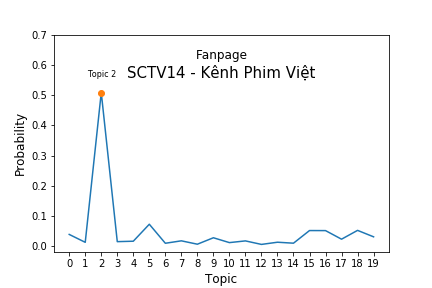 Fanpage
SCTV14 - Kênh Phim Việt
Topic 2
Probability
0.7
0.6
0.5
0.4
0.3
0.2
0.1
0.0
0 1 2 3 4 5 6 7 8 9 10 11 12 13 14 15 16 17 18 19
Topic